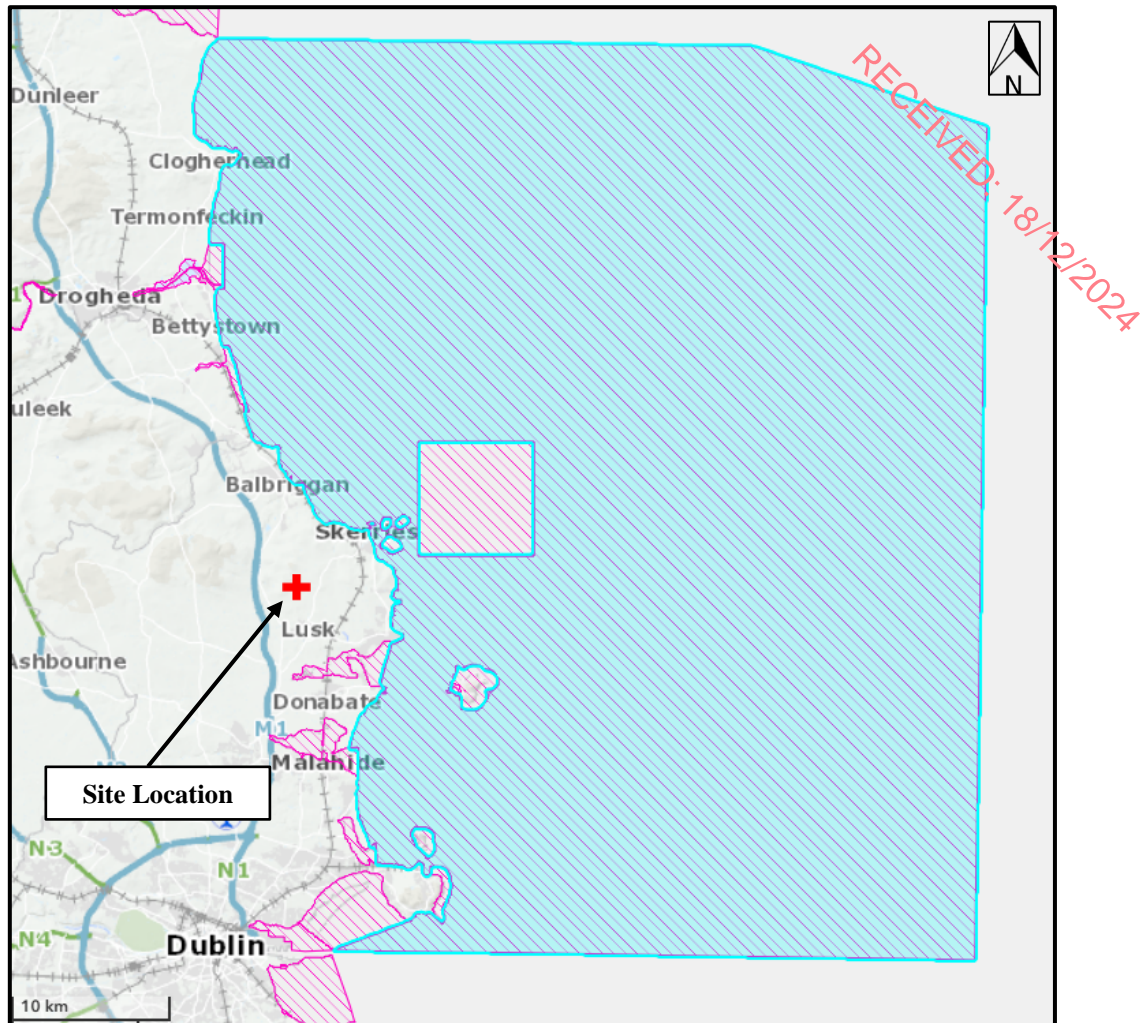 N
RECEIVED: 18/12/2024
Dunleer
Clogherhead
Termonfeckin
Drogheda
Bettystown
uleek
Balbriggan
Skerries
Lusk
Ashbourne
Donabate
M1
Malahide
Site Location
N3
N1
Dublin
N4
10 km